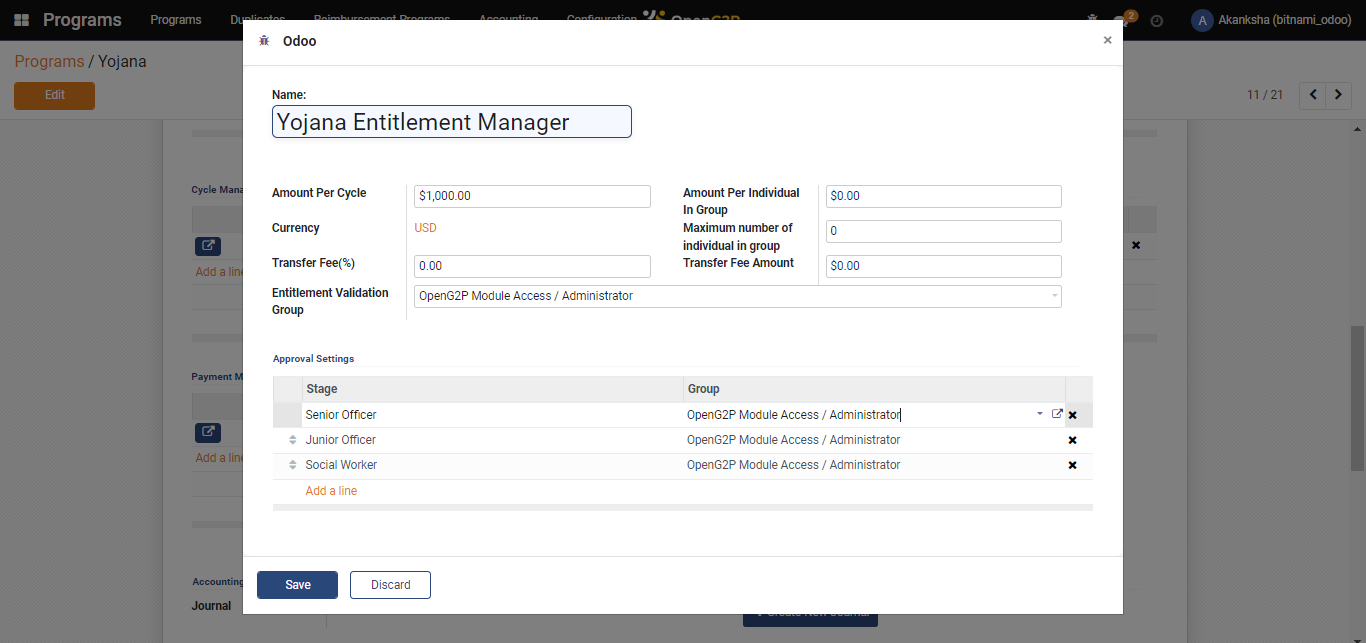 Programs
Programs Duplicates Reimbursement Programs Accounting Configuration OpenG2P
2
A Akanksha (bitnami_odoo)
Programs / Yojana
Edit
11 / 21
Odoo
×
Name:
Yojana Entitlement Manager
Amount Per Cycle
$1,000.00
Amount Per Individual
In Group
$0.00
Currency
USD
Maximum number of
individual in group
0
Transfer Fee(%)
0.00
Transfer Fee Amount
$0.00
Entitlement Validation
Group
OpenG2P Module Access / Administrator
Approval Settings
Stage Group
Senior Officer OpenG2P Module Access / Administrator
Junior Officer OpenG2P Module Access / Administrator
Social Worker OpenG2P Module Access / Administrator
Add a line
Save Discard
Cycle Mana
Add a line
Payment M
Add a line
Accounting
Journal
Create New Journal